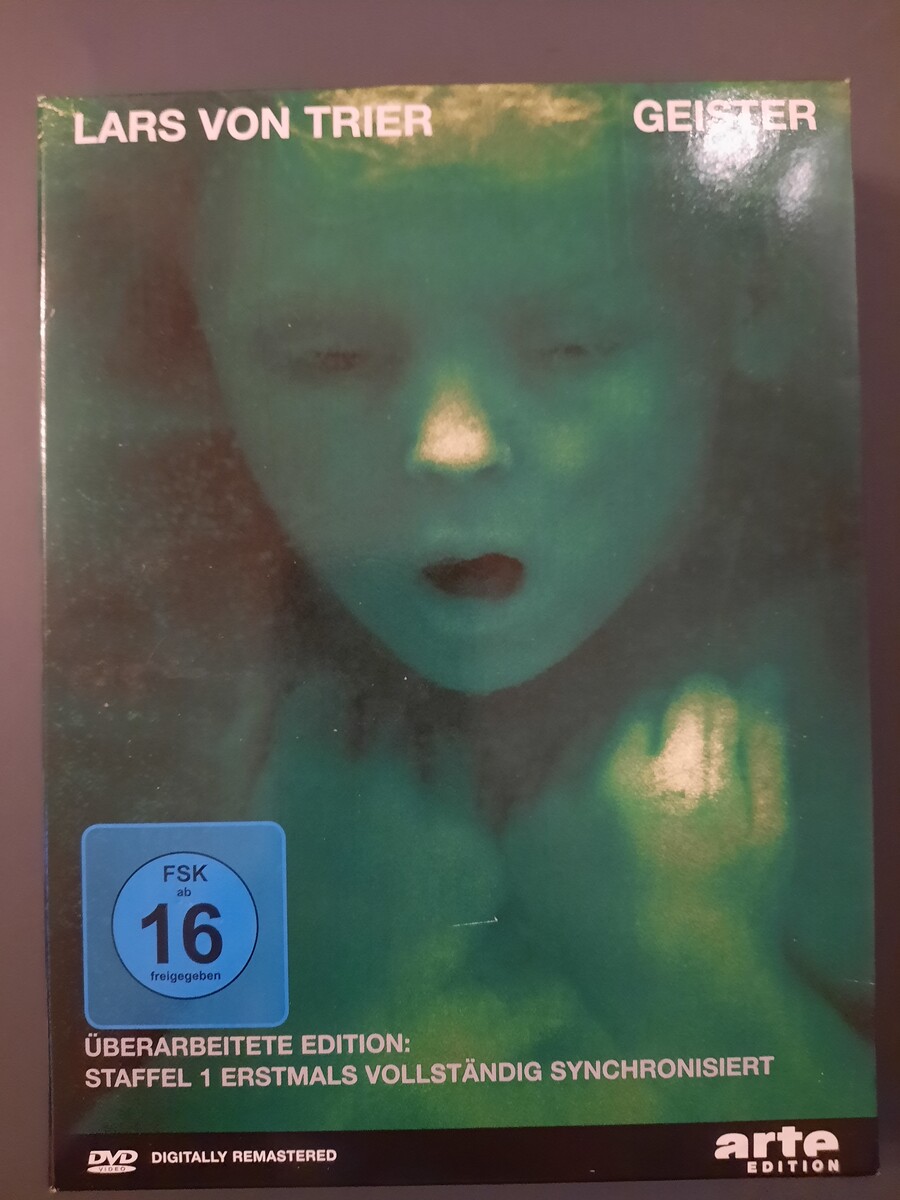 LARS VON TRIER
GEISTER
FSK
ab
16
freigegeben
ÜBERARBEITETE EDITION:
STAFFEL 1 ERSTMALS VOLLSTÄNDIG SYNCHRONISIERT
DVD
VIDEO
DIGITALLY REMASTERED
arte
EDITION